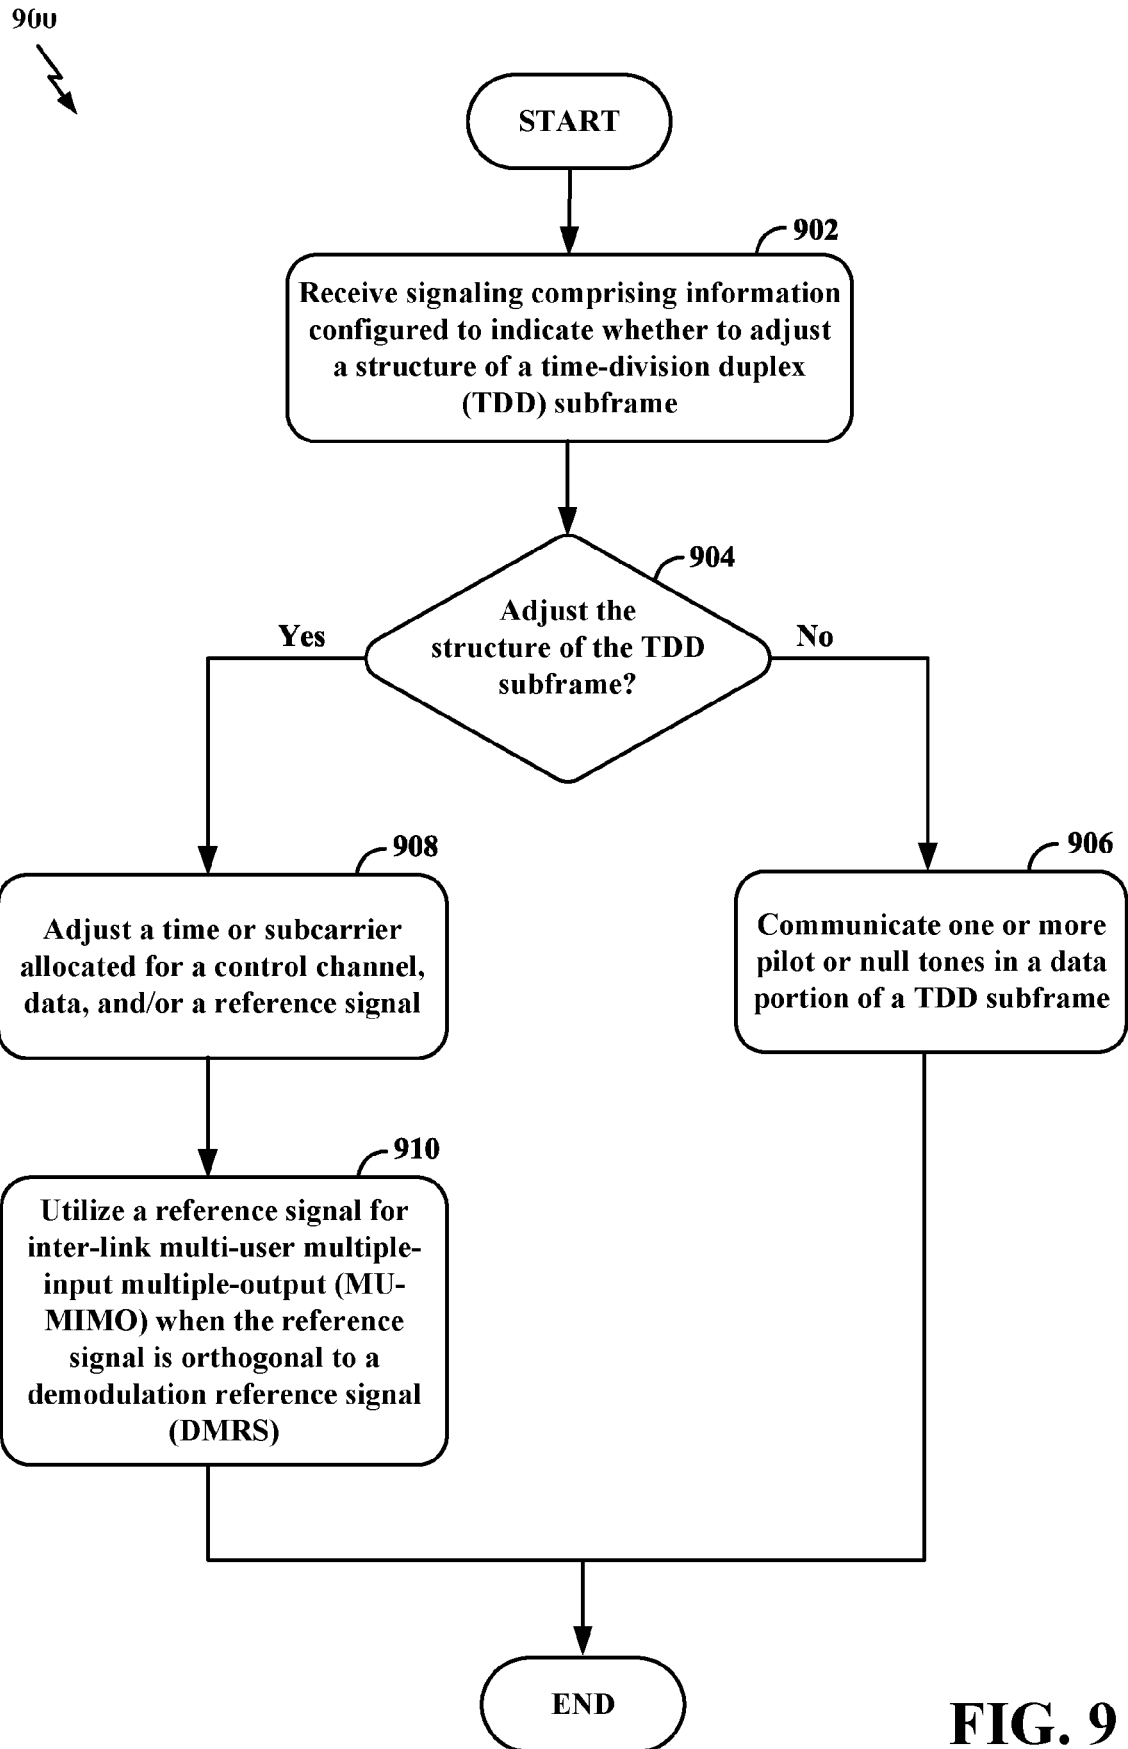 900
START
902
Receive signaling comprising information
configured to indicate whether to adjust
a structure of a time-division duplex
(TDD) subframe
904
Adjust the
structure of the TDD
subframe?
Yes
No
908
Adjust a time or subcarrier
allocated for a control channel,
data, and/or a reference signal
906
Communicate one or more
pilot or null tones in a data
portion of a TDD subframe
910
Utilize a reference signal for
inter-link multi-user multiple-
input multiple-output (MU-
MIMO) when the reference
signal is orthogonal to a
demodulation reference signal
(DMRS)
END
FIG. 9